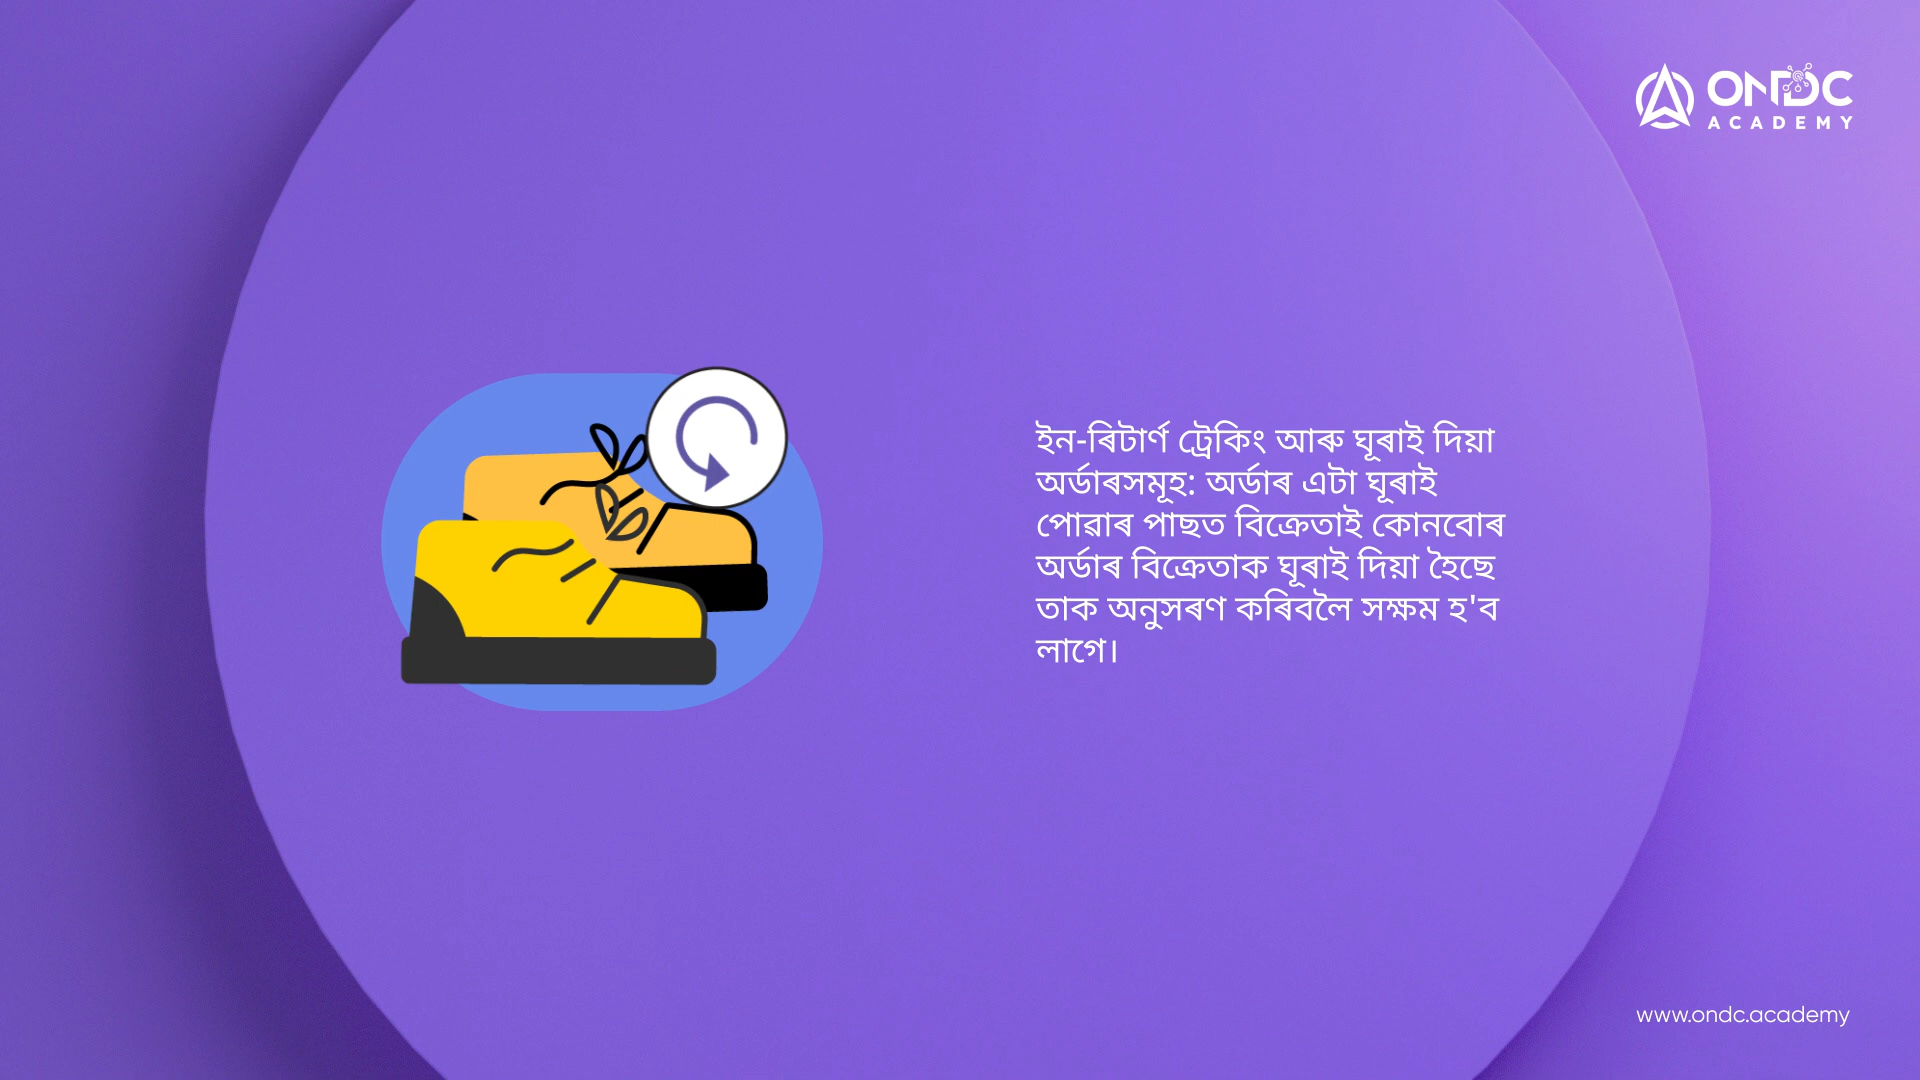 ONDC
ACADEMY
ইন-ৰিটাৰ্ণ ট্ৰেকিং আৰু ঘূৰাই দিয়া
অৰ্ডাৰসমূহ: অৰ্ডাৰ এটা ঘূৰাই
পোৱাৰ পাছত বিক্ৰেতাই কোনবোৰ
অৰ্ডাৰ বিক্ৰেতাক ঘূৰাই দিয়া হৈছে
তাক অনুসৰণ কৰিবলৈ সক্ষম হ'ব
লাগে।
www.ondc.academy